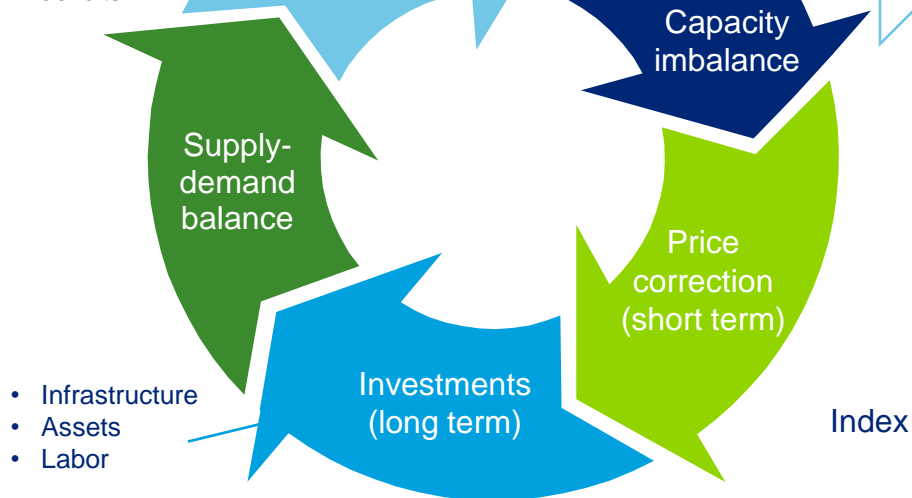 Capacity
imbalance
Supply-
demand
balance
Price
correction
(short term)
Investments
(long term)
• Infrastructure
• Assets
• Labor
Index